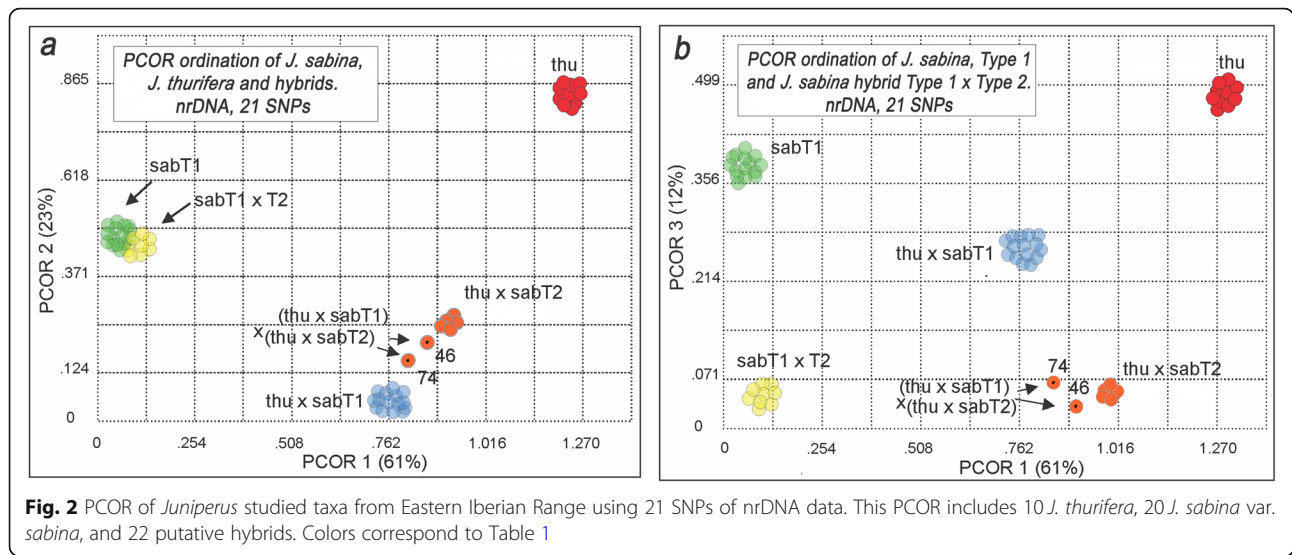 a
PCOR ordination of J. sabina,
J. thurifera and hybrids.
nrDNA, 21 SNPs
thu
sabT1
sabT1 x T2
thu x sabT2
(thu x sabT1)
x(thu x sabT2)
46
74
thu x sabT1
PCOR 2 (23%)
.865
.618
.371
.124
0
0
.254
.508
.762
1.016
1.270
PCOR 1 (61%)
b
PCOR ordination of J. sabina, Type 1
and J. sabina hybrid Type 1 x Type 2.
nrDNA, 21 SNPs
thu
sabT1
thu x sabT1
sabT1 x T2
74
46
thu x sabT2
(thu x sabT1)
x(thu x sabT2)
PCOR 3 (12%)
.499
.356
.214
.071
0
0
.254
.508
.762
1.016
1.270
PCOR 1 (61%)
Fig. 2 PCOR of Juniperus studied taxa from Eastern Iberian Range using 21 SNPs of nrDNA data. This PCOR includes 10 J. thurifera, 20 J. sabina var.
sabina, and 22 putative hybrids. Colors correspond to Table 1